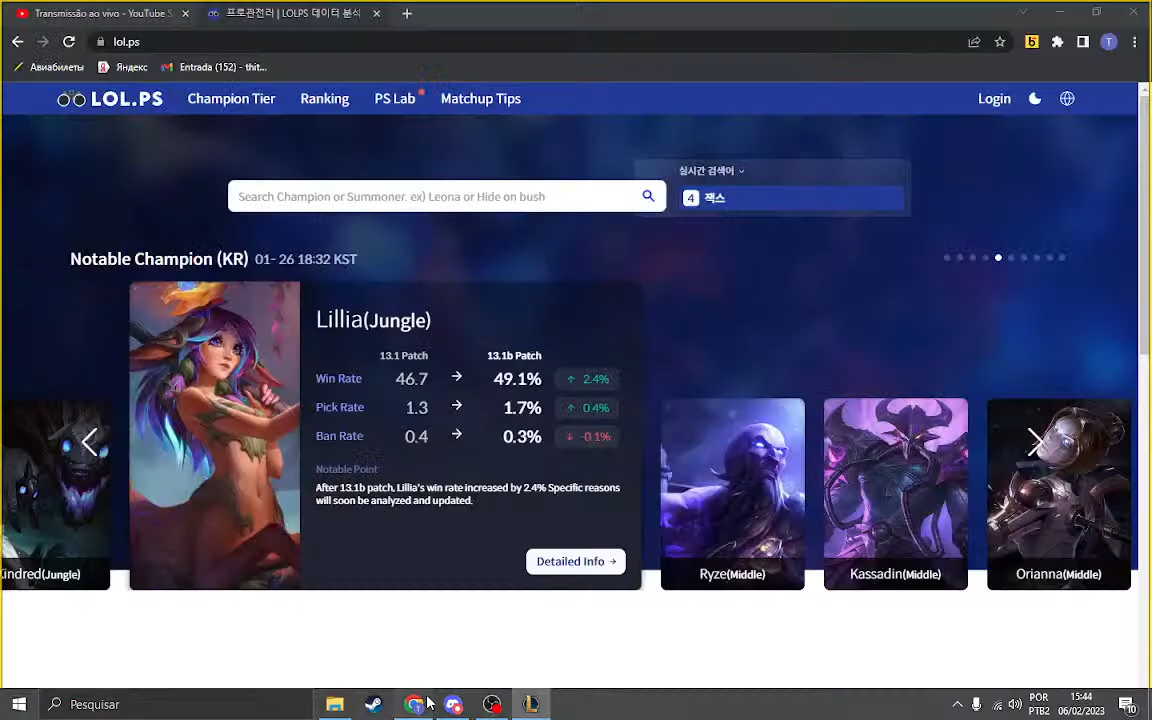 Transmissão ao vivo - YouTube S
프로관전러 | LOLPS 데이터 분석
lol.ps
Авиабилеты
Яндекс
Entrada (152) - thit...
LOL.PS
Champion Tier
Ranking
PS Lab
Matchup Tips
Login
실시간 검색어
Search Champion or Summoner. ex) Leona or Hide on bush
4 잭스
Notable Champion (KR) 01- 26 18:32 KST
Lillia(Jungle)
13.1 Patch
13.1b Patch
Win Rate 46.7 → 49.1% ↑ 2.4%
Pick Rate 1.3 → 1.7% ↑ 0.4%
Ban Rate 0.4 → 0.3% ↓ -0.1%
Notable Point
After 13.1b patch, Lillia's win rate increased by 2.4% Specific reasons
will soon be analyzed and updated.
Detailed Info →
Kindred(Jungle)
Ryze(Middle)
Kassadin(Middle)
Orianna(Middle)
Pesquisar
POR
PTB2
15:44
06/02/2023
10